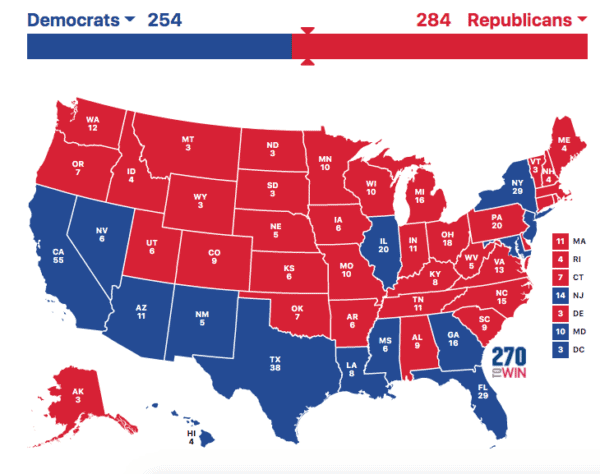 Democrats 254
284 Republicans
WA
12
OR
7
ID
4
MT
3
WY
3
ND
3
SD
3
NE
5
KS
6
MN
10
IA
6
MO
10
WI
10
MI
16
IL
20
IN
11
OH
18
KY
8
TN
11
WV
5
VA
13
NC
15
SC
9
PA
20
NY
29
VT
3
NH
4
ME
4
CA
55
NV
6
UT
6
CO
9
AZ
11
NM
5
OK
7
TX
38
AR
6
LA
8
MS
6
AL
9
GA
16
FL
29
AK
3
HI
4
11 MA
4 RI
7 CT
14 NJ
3 DE
10 MD
3 DC
270
TO WIN